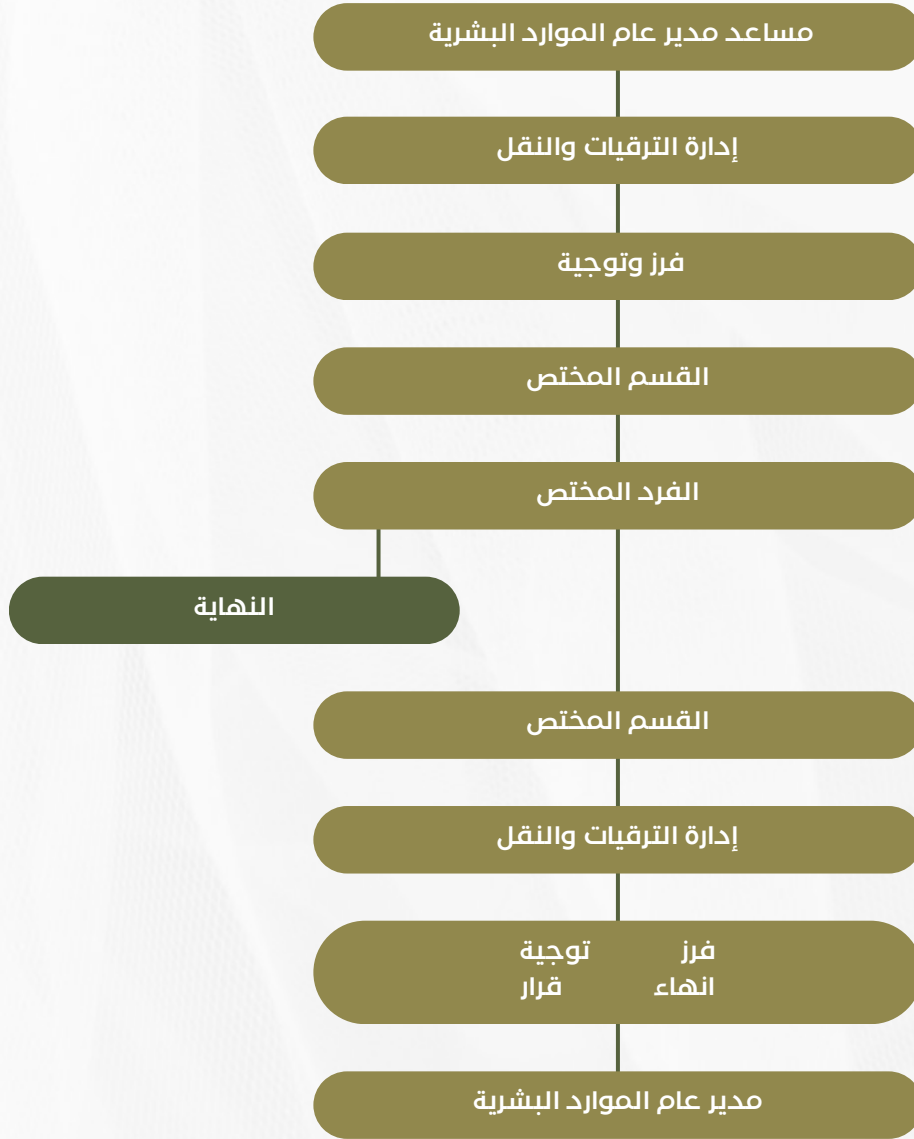 مساعد مدير عام الموارد البشرية
إدارة الترقيات والنقل
فرز وتوجية
القسم المختص
الفرد المختص
النهاية
القسم المختص
إدارة الترقيات والنقل
فرز توجية
انهاء قرار
مدير عام الموارد البشرية